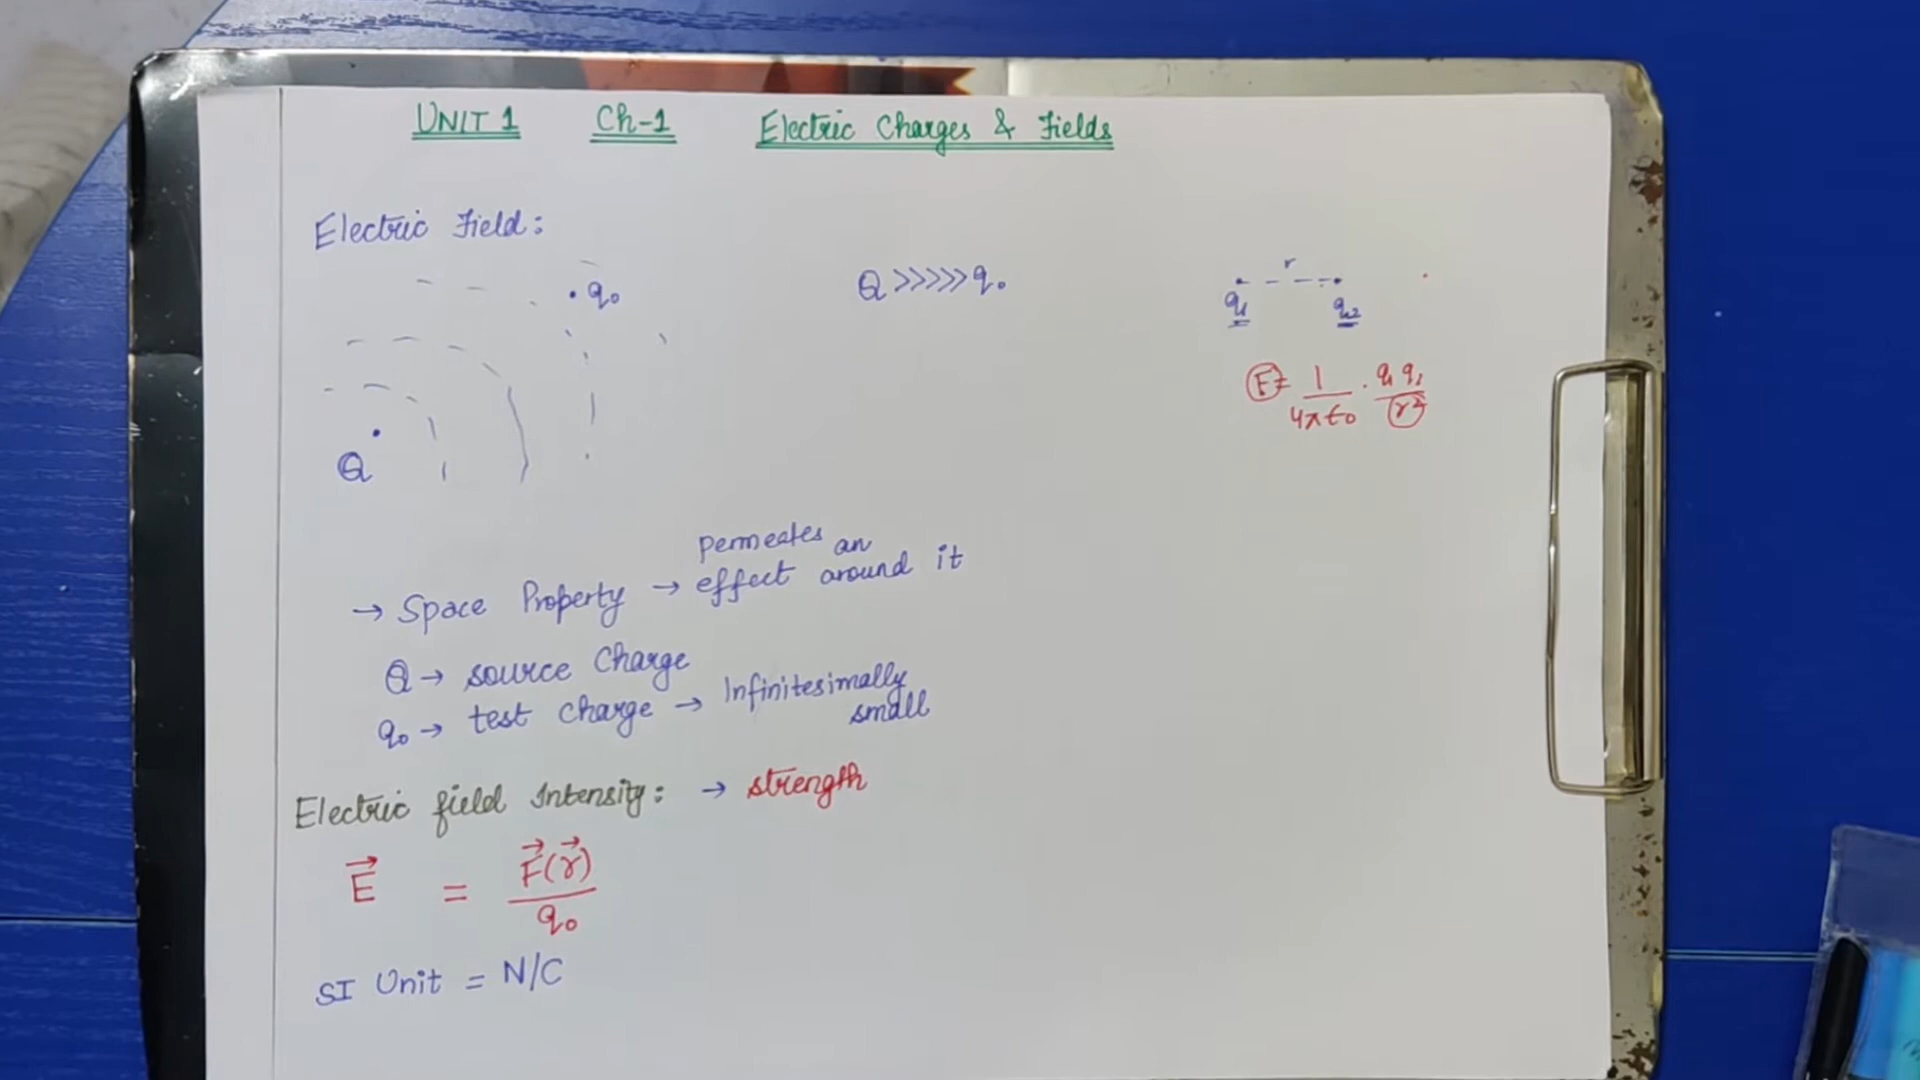 UNIT 1 Ch-1 Electric Charges & Fields
Electric Field:
. q₀
Q >>>>> q₀
r
q₁ q₂
F = 1/4πε₀ . q₁q₂/r²
Q
permeates an
→ Space Property → effect around it
Q → source Charge
q₀ → test charge → Infinitesimally
small
Electric field Intensity: → strength
E⃗ = F⃗(r⃗)/q₀
SI Unit = N/C